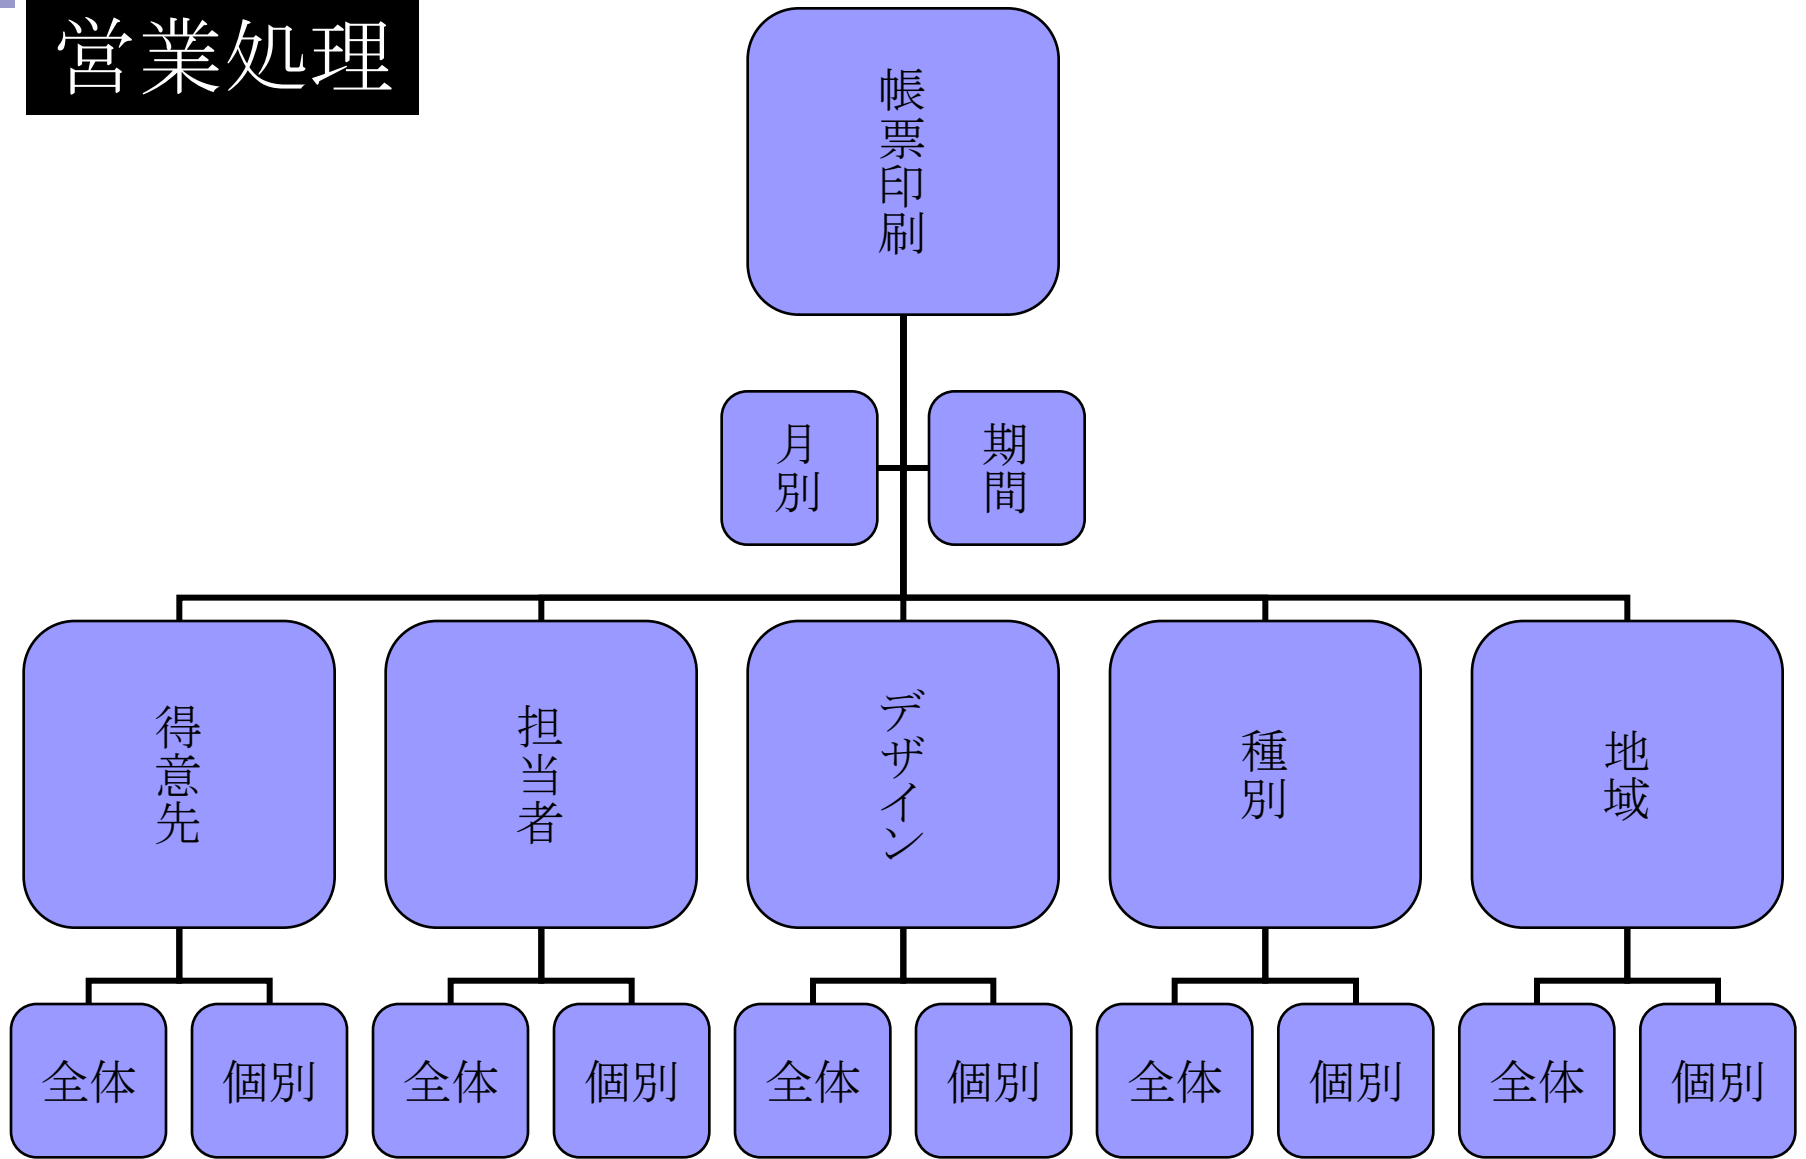 営業処理
帳票印刷
月別
期間
得意先
担当者
デザイン
種別
地域
全体
個別
全体
個別
全体
個別
全体
個別
全体
個別